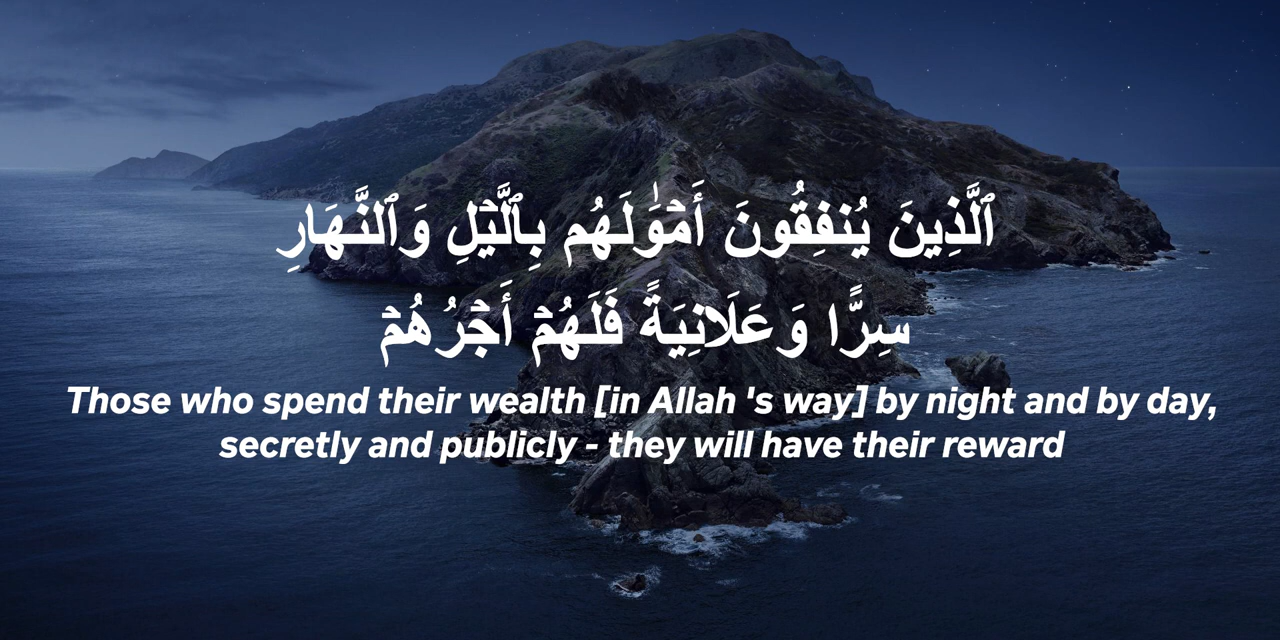 ٱلَّذِينَ يُنفِقُونَ أَمۡوَٰلَهُم بِٱلَّيۡلِ وَٱلنَّهَارِ
سِرًّا وَعَلَانِيَةً فَلَهُمۡ أَجۡرُهُمۡ
Those who spend their wealth [in Allah 's way] by night and by day,
secretly and publicly - they will have their reward